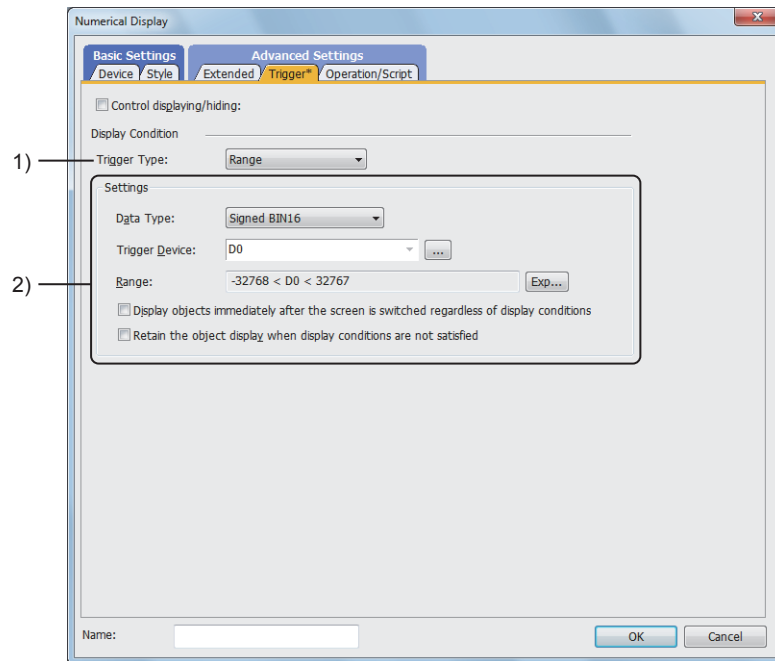 Numerical Display
Basic Settings Advanced Settings
Device Style Extended Trigger* Operation/Script
Control displaying/hiding:
Display Condition
1) Trigger Type: Range
Settings
Data Type: Signed BIN16
Trigger Device: D0 ...
2) Range: -32768 < D0 < 32767 Exp...
Display objects immediately after the screen is switched regardless of display conditions
Retain the object display when display conditions are not satisfied
Name: OK Cancel